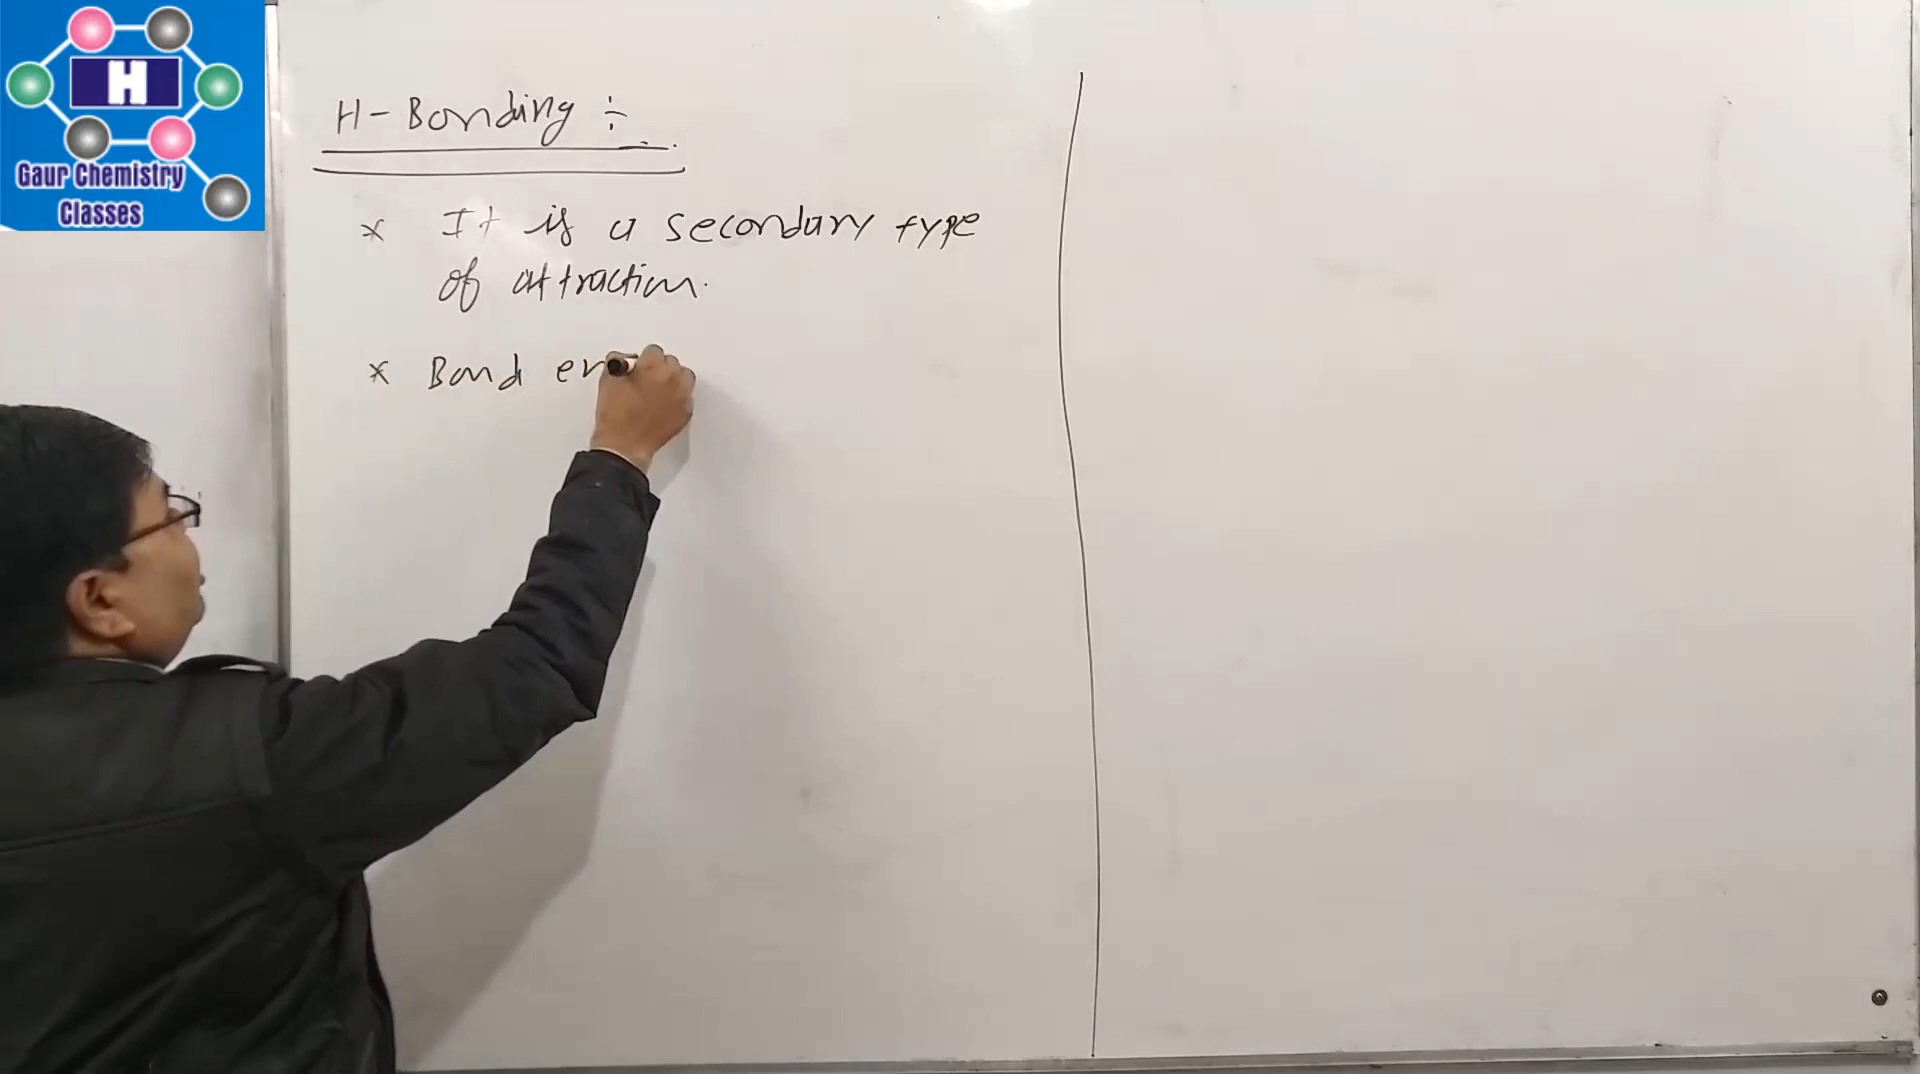 H
Gaur Chemistry
Classes
H-Bonding ÷
* It is a secondary type
of attraction.
* Bond en